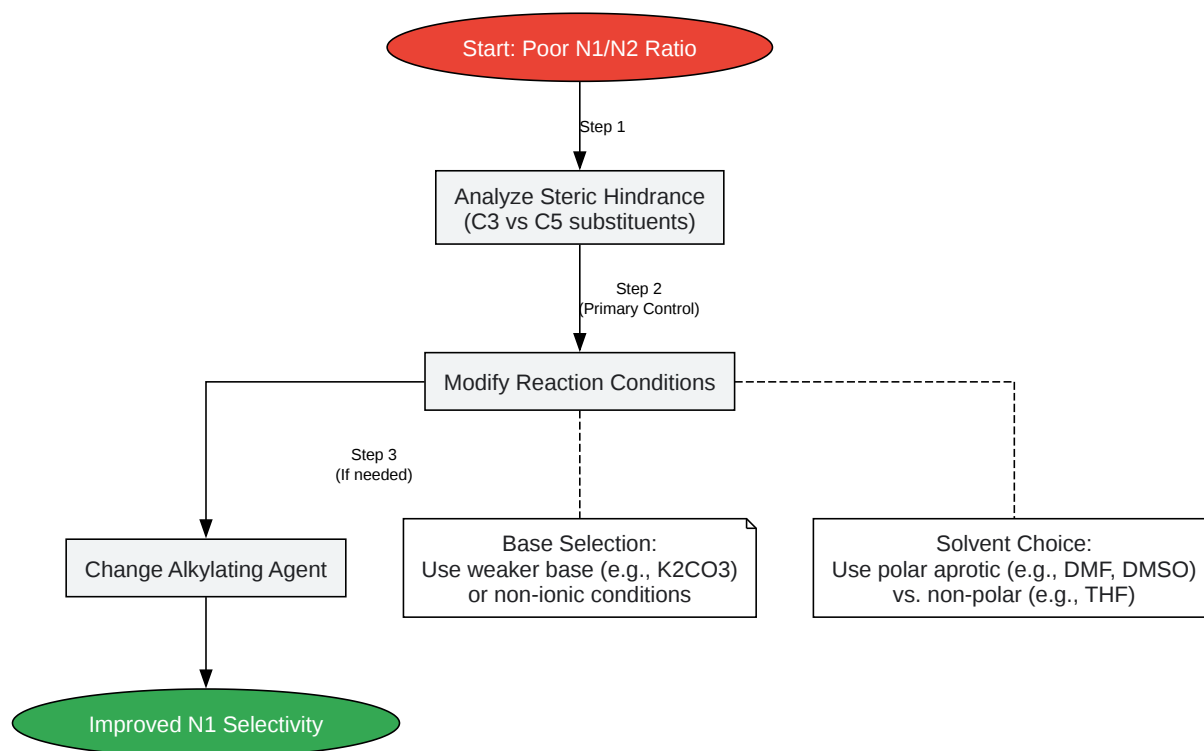 Start: Poor N1/N2 Ratio
Step 1
Analyze Steric Hindrance
(C3 vs C5 substituents)
Step 2
(Primary Control)
Modify Reaction Conditions
Step 3
(If needed)
Change Alkylating Agent
Base Selection:
Use weaker base (e.g., K2CO3)
or non-ionic conditions
Solvent Choice:
Use polar aprotic (e.g., DMF, DMSO)
vs. non-polar (e.g., THF)
Improved N1 Selectivity